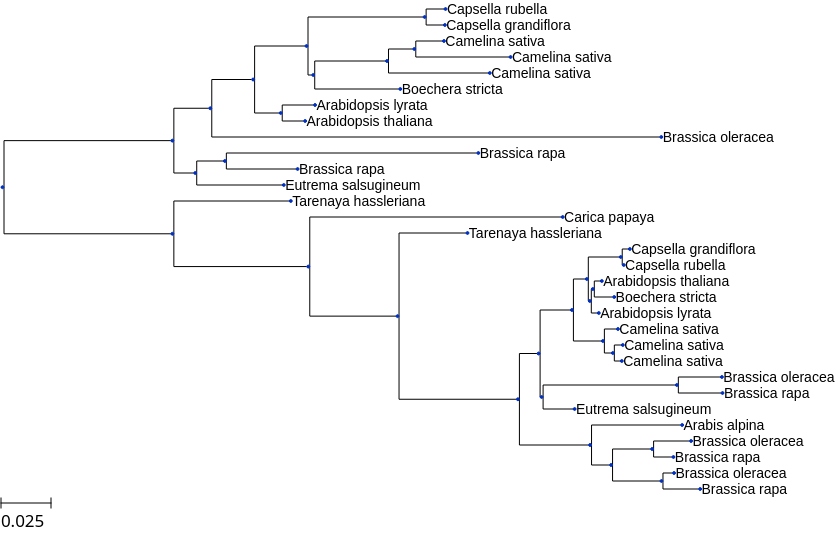 Capsella rubella
Capsella grandiflora
Camelina sativa
Camelina sativa
Camelina sativa
Boechera stricta
Arabidopsis lyrata
Arabidopsis thaliana
Brassica oleracea
Brassica rapa
Brassica rapa
Eutrema salsugineum
Tarenaya hassleriana
Carica papaya
Tarenaya hassleriana
Capsella grandiflora
Capsella rubella
Arabidopsis thaliana
Boechera stricta
Arabidopsis lyrata
Camelina sativa
Camelina sativa
Camelina sativa
Brassica oleracea
Brassica rapa
Eutrema salsugineum
Arabis alpina
Brassica oleracea
Brassica rapa
Brassica oleracea
Brassica rapa
0.025